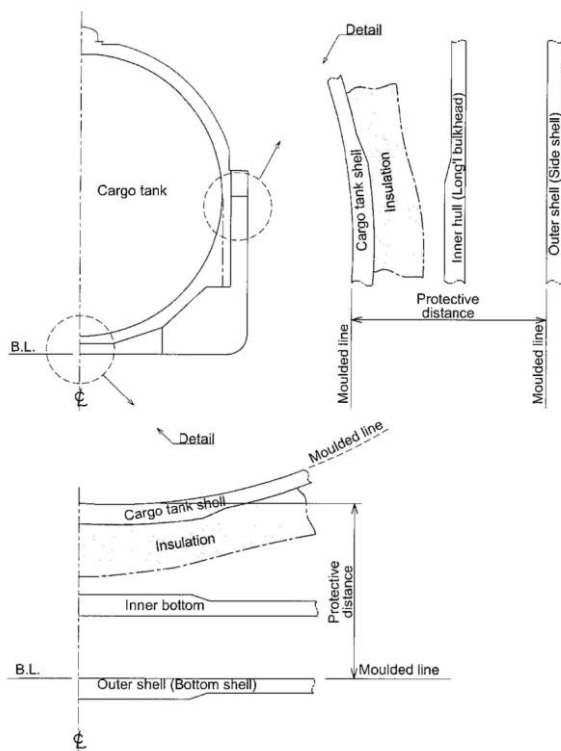 Detail
Cargo tank
B.L.
℄
Cargo tank shell
Insulation
Inner hull (Long'l bulkhead)
Outer shell (Side shell)
Protective
distance
Moulded line
Moulded line
Detail
Moulded line
Cargo tank shell
Insulation
Inner bottom
Protective
distance
B.L.
Moulded line
Outer shell (Bottom shell)
℄